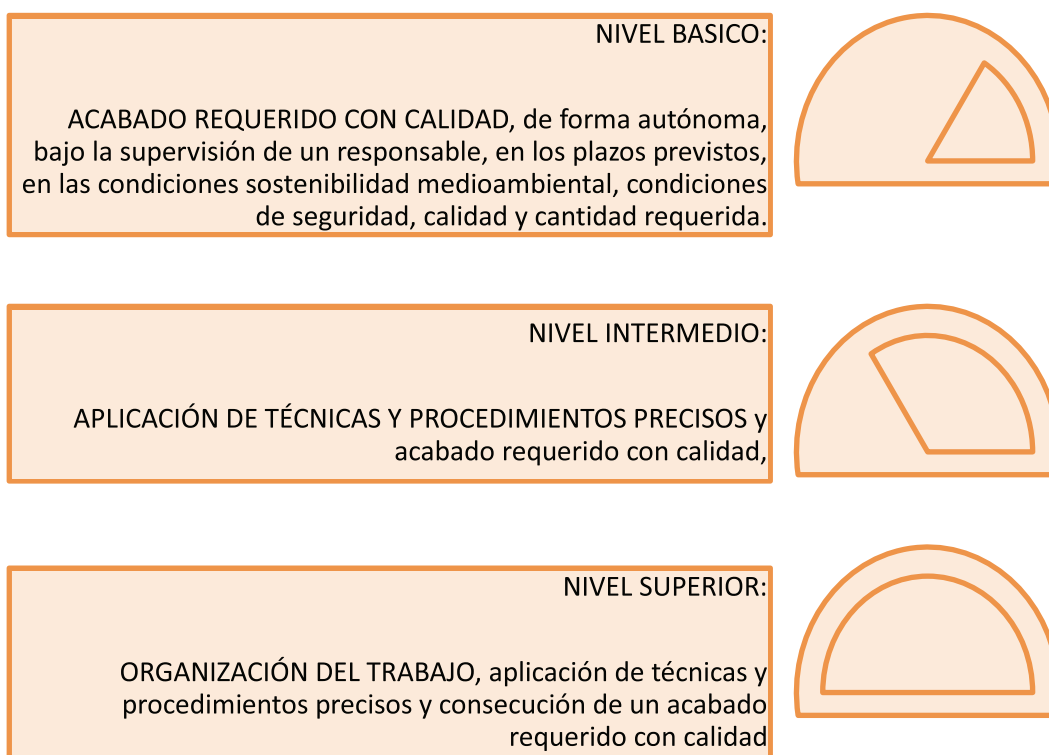 NIVEL BASICO:
ACABADO REQUERIDO CON CALIDAD, de forma autónoma,
bajo la supervisión de un responsable, en los plazos previstos,
en las condiciones sostenibilidad medioambiental, condiciones
de seguridad, calidad y cantidad requerida.
NIVEL INTERMEDIO:
APLICACIÓN DE TÉCNICAS Y PROCEDIMIENTOS PRECISOS y
acabado requerido con calidad,
NIVEL SUPERIOR:
ORGANIZACIÓN DEL TRABAJO, aplicación de técnicas y
procedimientos precisos y consecución de un acabado
requerido con calidad